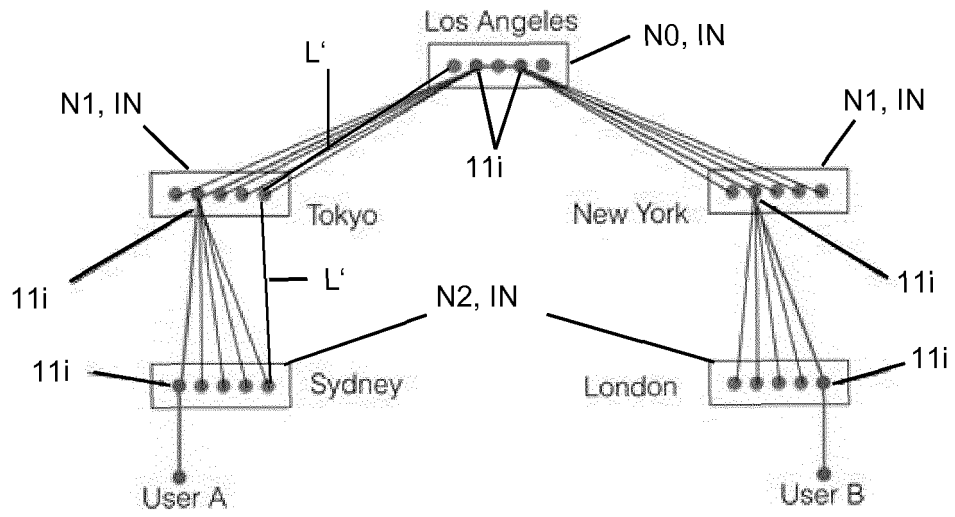 Los Angeles
N0, IN
L‘
N1, IN
N1, IN
11i
Tokyo
New York
11i
L‘
N2, IN
11i
11i
Sydney
London
11i
User A
User B